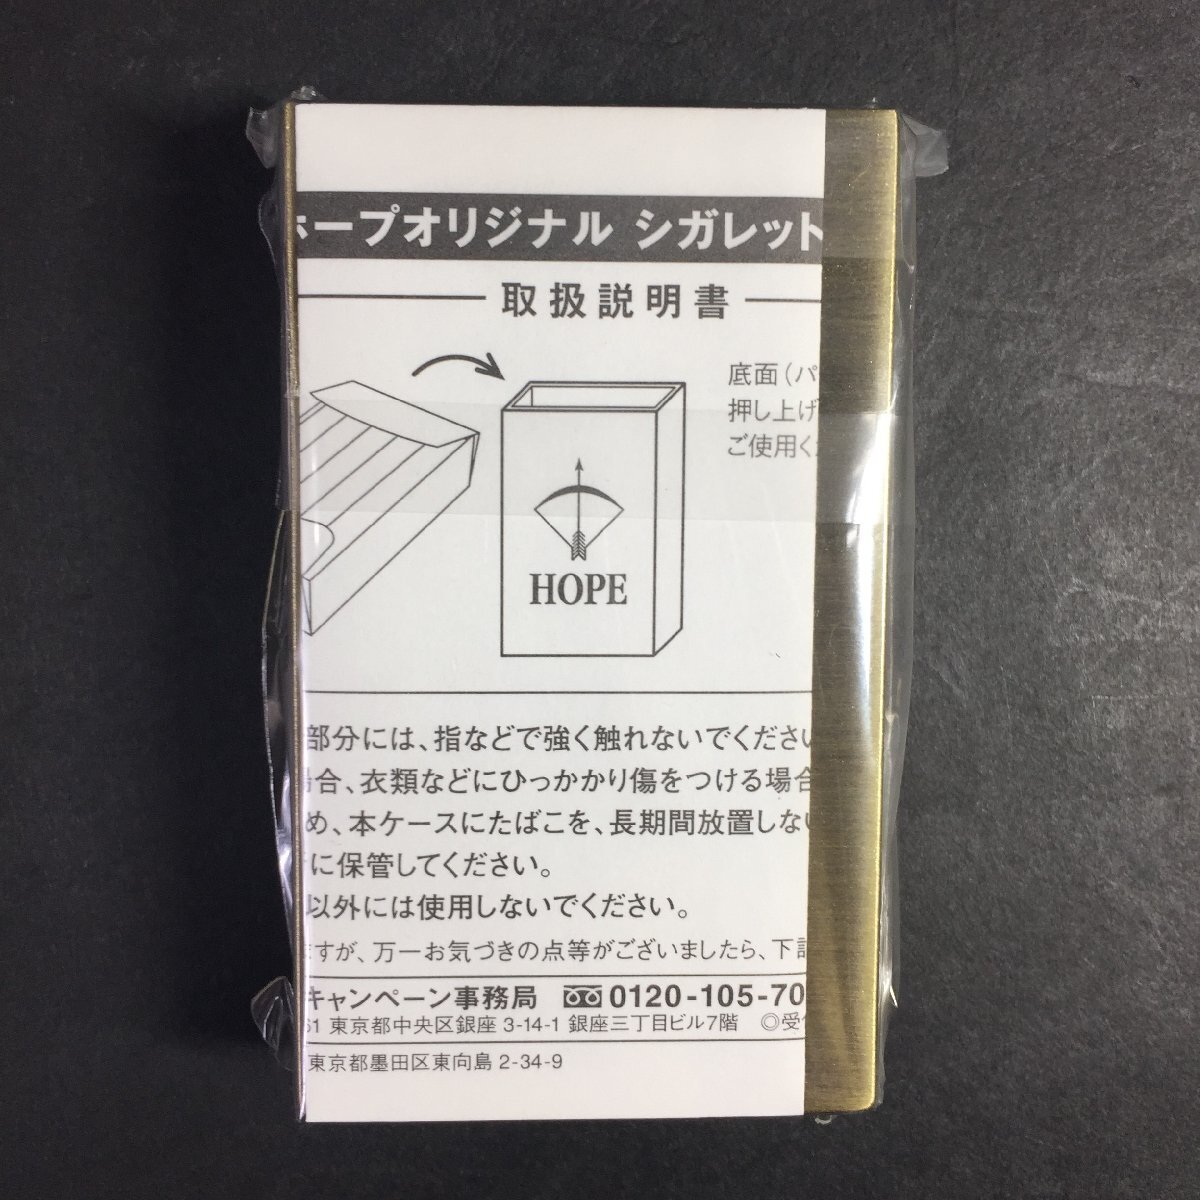 ホープオリジナル シガレット
取扱説明書
底面（パ
押し上げ
ご使用く
HOPE
部分には、指などで強く触れないでください
場合、衣類などにひっかかり傷をつける場合
め、本ケースにたばこを、長期間放置しない
に保管してください。
以外には使用しないでください。
ますが、万一お気づきの点等がございましたら、下記
キャンペーン事務局 0120-105-70
61 東京都中央区銀座 3-14-1 銀座三丁目ビル7階 ◎受付
東京都墨田区東向島 2-34-9